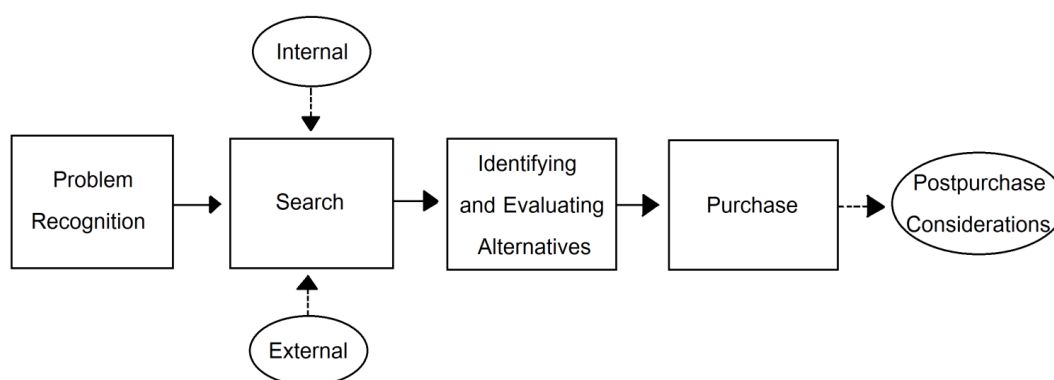 Internal
Problem
Recognition
Search
Identifying
and Evaluating
Alternatives
Purchase
Postpurchase
Considerations
External